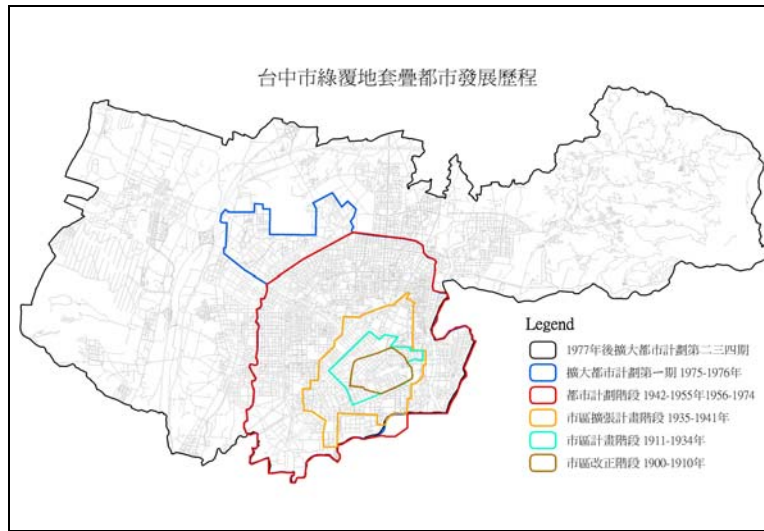 台中市綠覆地套疊都市發展歷程
Legend
1977年後擴大都市計劃第二三四期
擴大都市計劃第一期 1975-1976年
都市計劃階段 1942-1955年1956-1974
市區擴張計畫階段 1935-1941年
市區計畫階段 1911-1934年
市區改正階段 1900-1910年